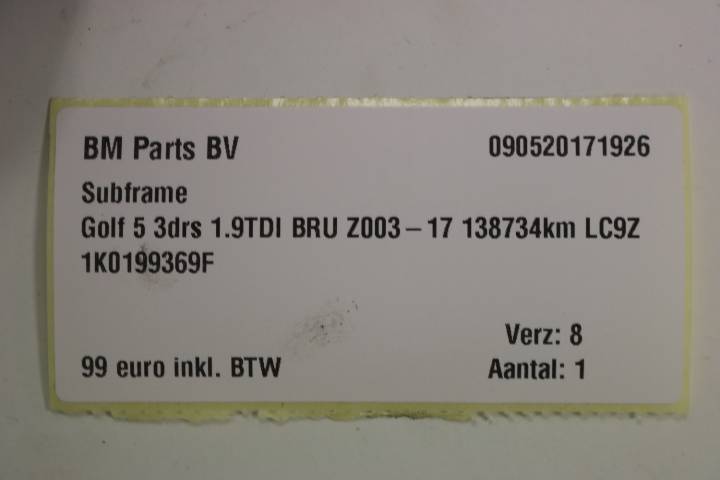 BM Parts BV 090520171926
Subframe
Golf 5 3drs 1.9TDI BRU Z003-17 138734km LC9Z
1K0199369F
Verz: 8
99 euro inkl. BTW Aantal: 1